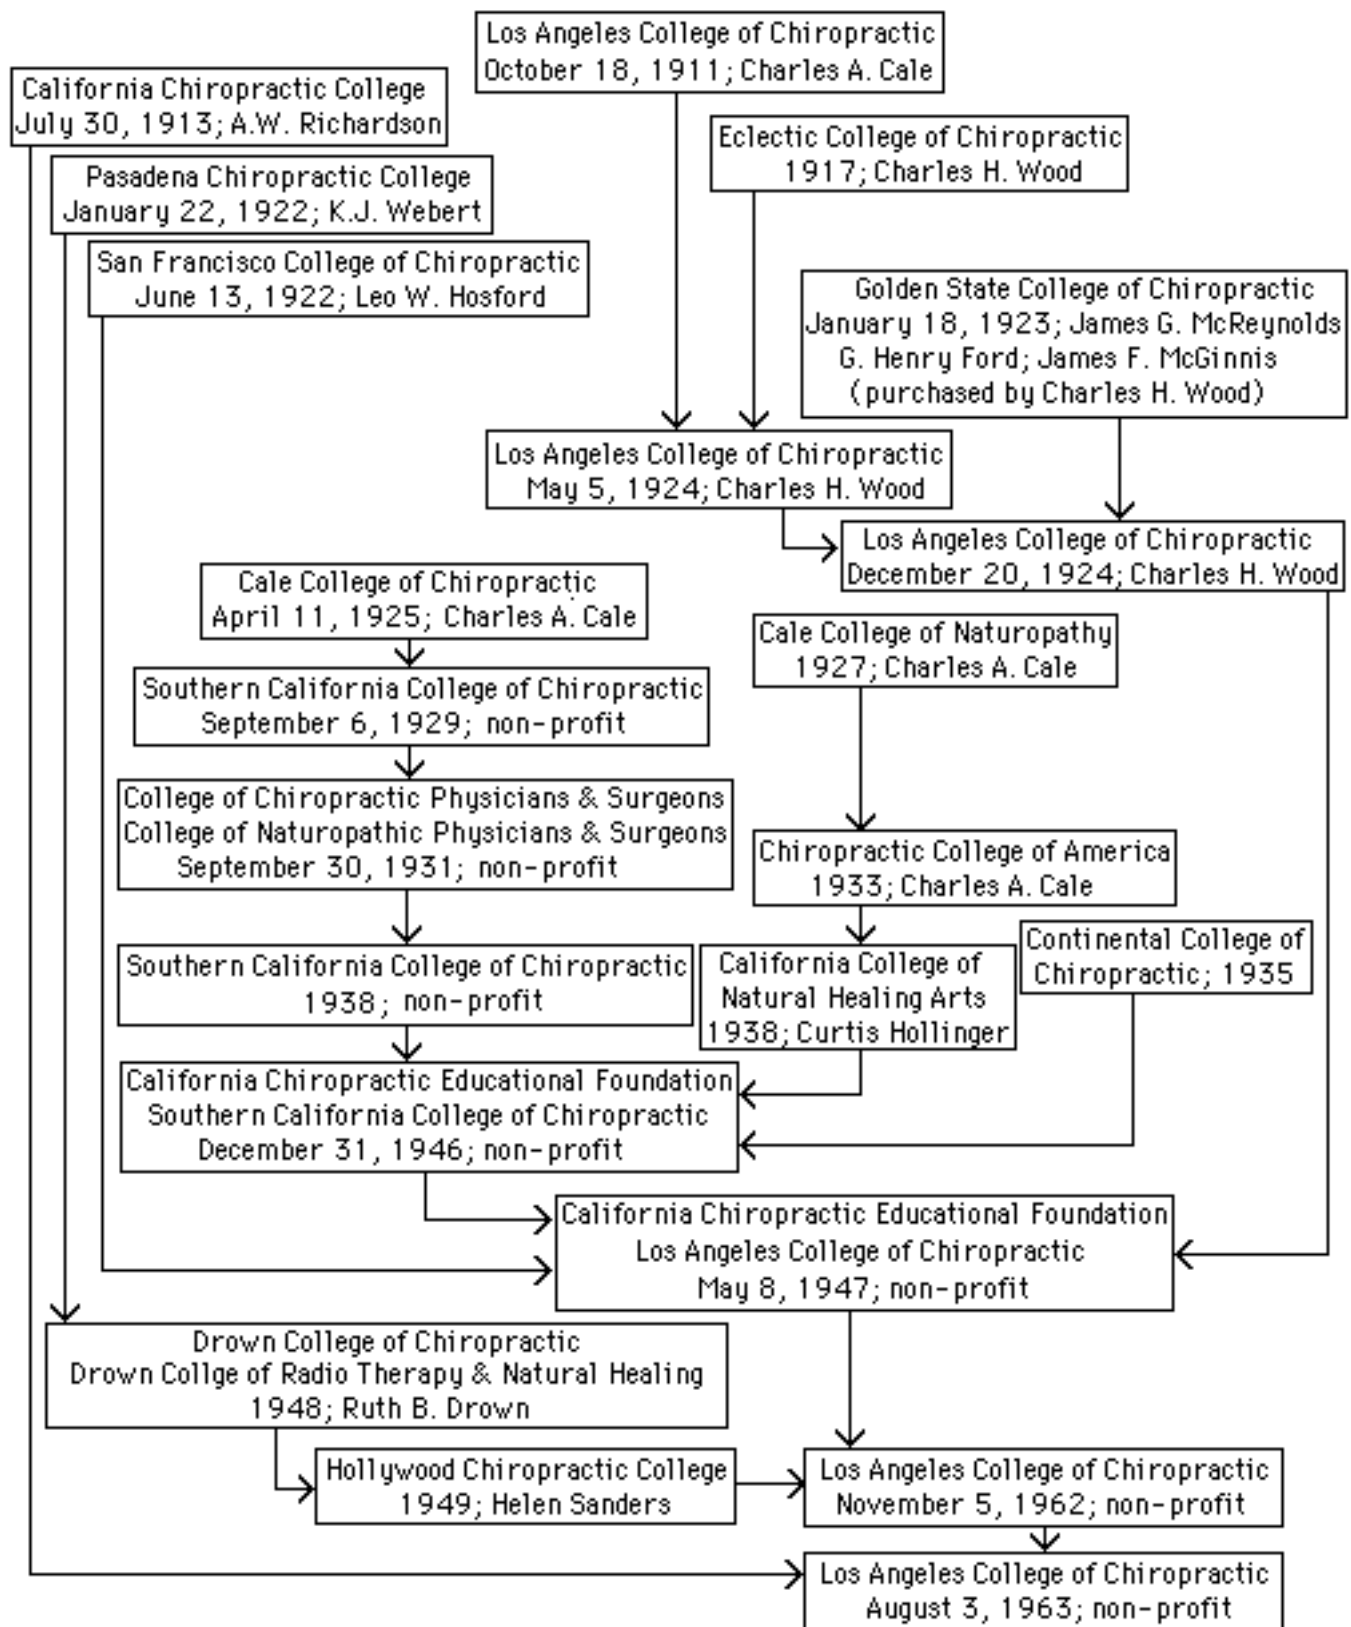 Los Angeles College of Chiropractic
October 18, 1911; Charles A. Cale
California Chiropractic College
July 30, 1913; A.W. Richardson
Eclectic College of Chiropractic
1917; Charles H. Wood
Pasadena Chiropractic College
January 22, 1922; K.J. Webert
San Francisco College of Chiropractic
June 13, 1922; Leo W. Hosford
Golden State College of Chiropractic
January 18, 1923; James G. McReynolds
G. Henry Ford; James F. McGinnis
(purchased by Charles H. Wood)
Los Angeles College of Chiropractic
May 5, 1924; Charles H. Wood
Los Angeles College of Chiropractic
December 20, 1924; Charles H. Wood
Cale College of Chiropractic
April 11, 1925; Charles A. Cale
Cale College of Naturopathy
1927; Charles A. Cale
Southern California College of Chiropractic
September 6, 1929; non-profit
College of Chiropractic Physicians & Surgeons
College of Naturopathic Physicians & Surgeons
September 30, 1931; non-profit
Chiropractic College of America
1933; Charles A. Cale
Continental College of
Chiropractic; 1935
Southern California College of Chiropractic
1938; non-profit
California College of
Natural Healing Arts
1938; Curtis Hollinger
California Chiropractic Educational Foundation
Southern California College of Chiropractic
December 31, 1946; non-profit
California Chiropractic Educational Foundation
Los Angeles College of Chiropractic
May 8, 1947; non-profit
Drown College of Chiropractic
Drown Collge of Radio Therapy & Natural Healing
1948; Ruth B. Drown
Hollywood Chiropractic College
1949; Helen Sanders
Los Angeles College of Chiropractic
November 5, 1962; non-profit
Los Angeles College of Chiropractic
August 3, 1963; non-profit